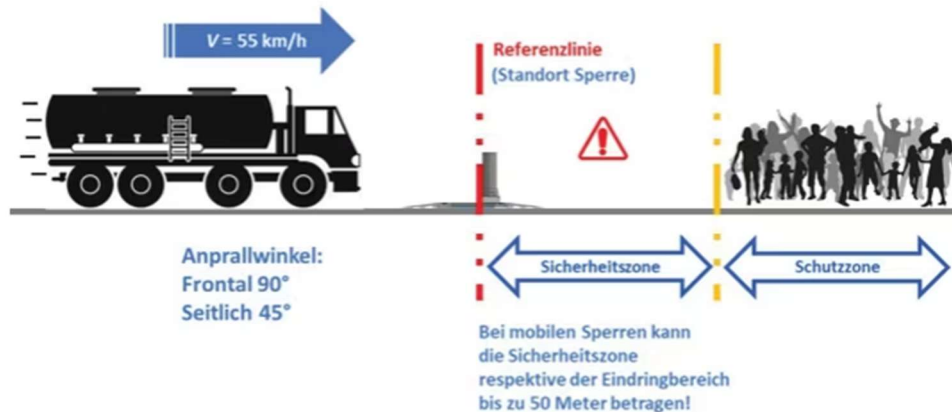 V = 55 km/h
Referenzlinie
(Standort Sperre)
Anprallwinkel:
Frontal 90°
Seitlich 45°
Sicherheitszone
Schutzzone
Bei mobilen Sperren kann
die Sicherheitszone
respektive der Eindringbereich
bis zu 50 Meter betragen!